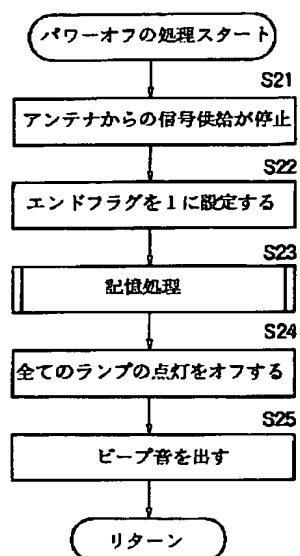 パワーオフの処理スタート
S21
アンテナからの信号供給が停止
S22
エンドフラグを1に設定する
S23
記憶処理
S24
全てのランプの点灯をオフする
S25
ビープ音を出す
リターン